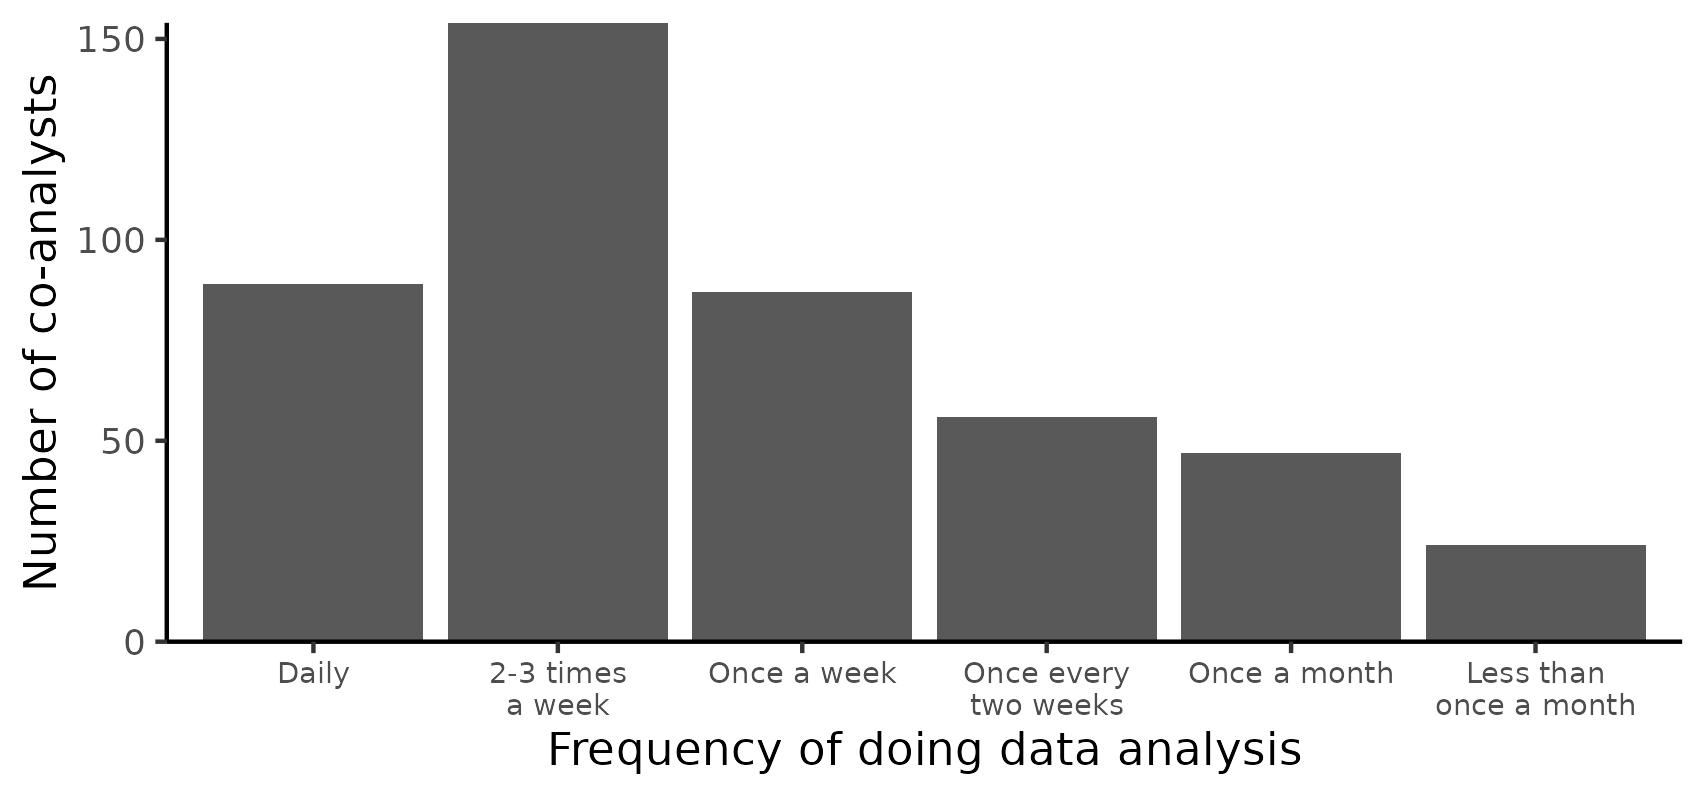 Number of co-analysts
150
100
50
0
Daily
2-3 times
a week
Once a week
Once every
two weeks
Once a month
Less than
once a month
Frequency of doing data analysis